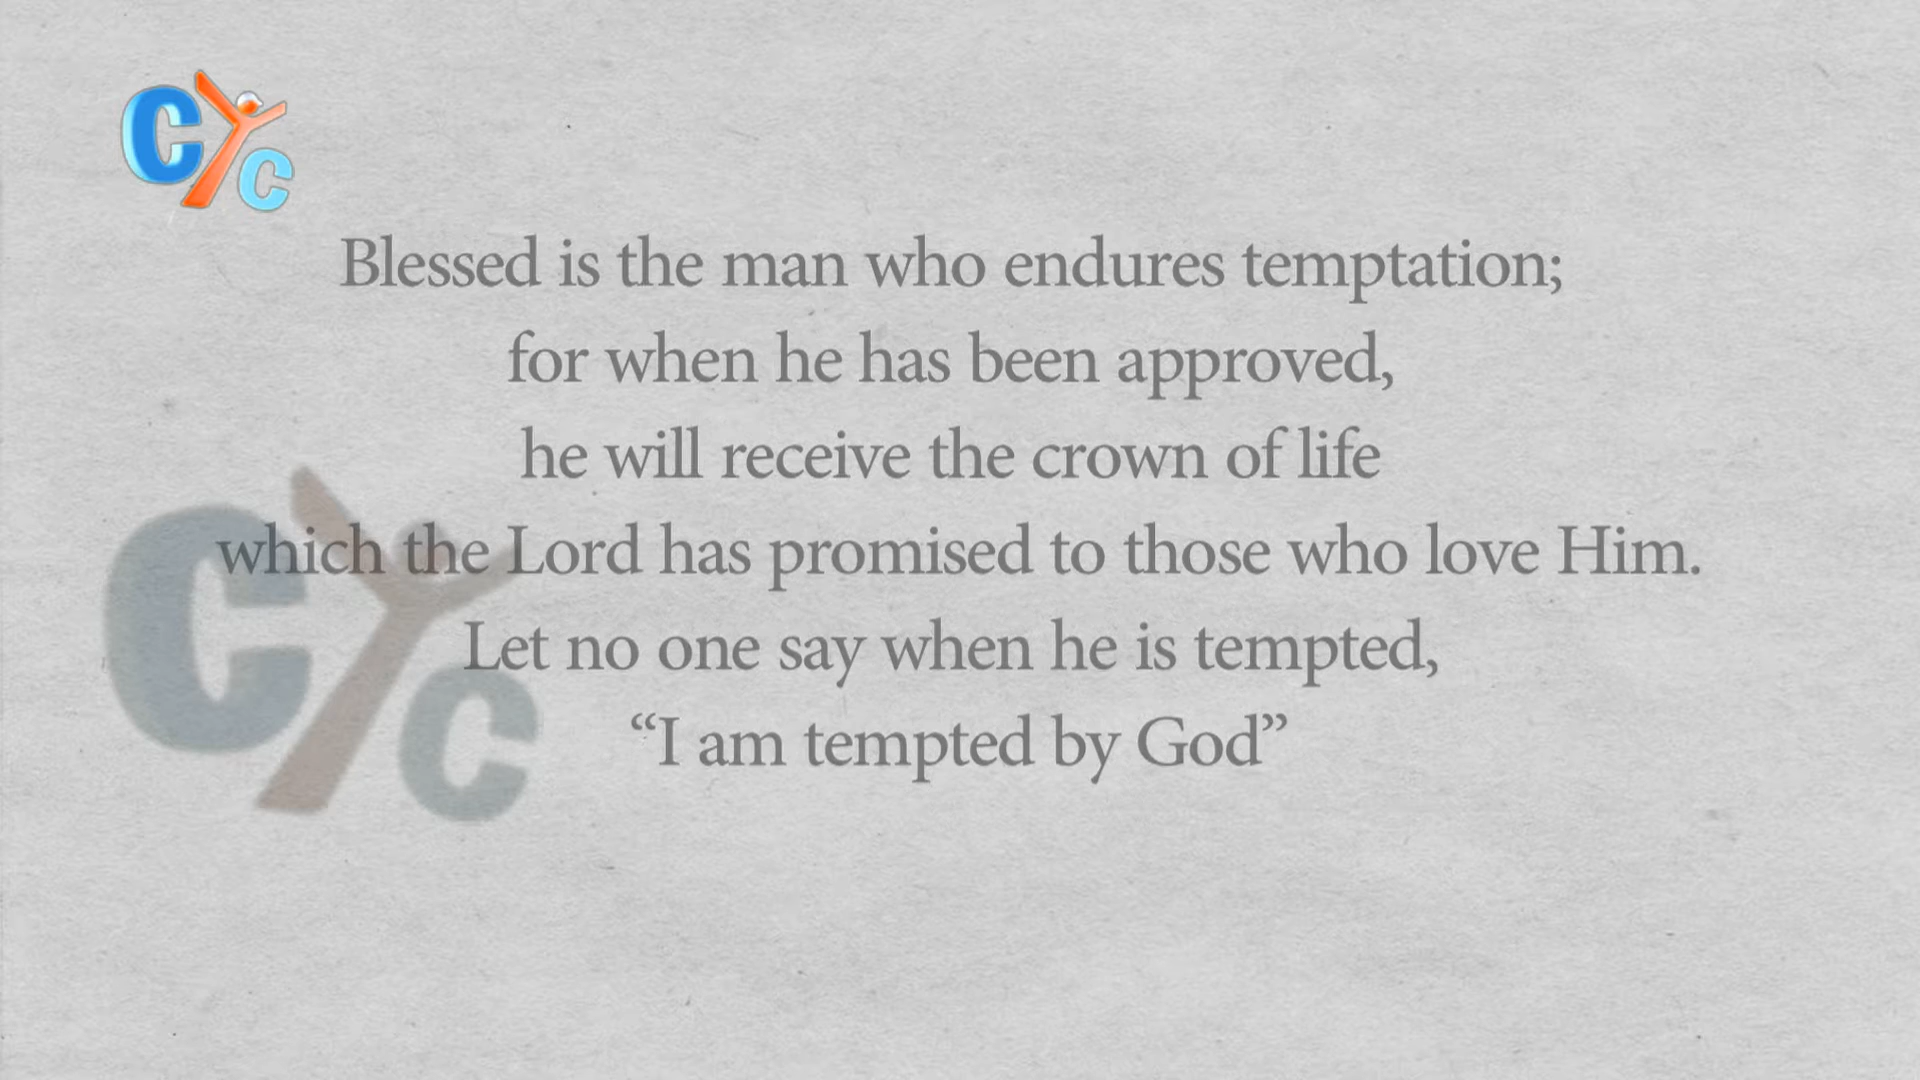 CYC
Blessed is the man who endures temptation;
for when he has been approved,
he will receive the crown of life
which the Lord has promised to those who love Him.
Let no one say when he is tempted,
“I am tempted by God”
CYC